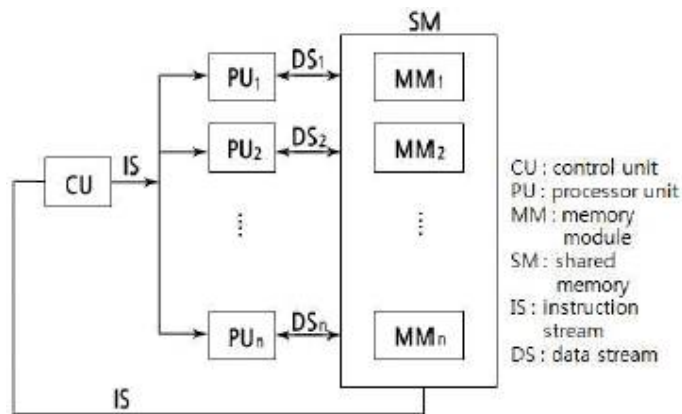 SM
PU₁ DS₁ MM₁
PU₂ DS₂ MM₂
CU IS
PUₙ DSₙ MMₙ
IS
CU : control unit
PU : processor unit
MM : memory
module
SM : shared
memory
IS : instruction
stream
DS : data stream